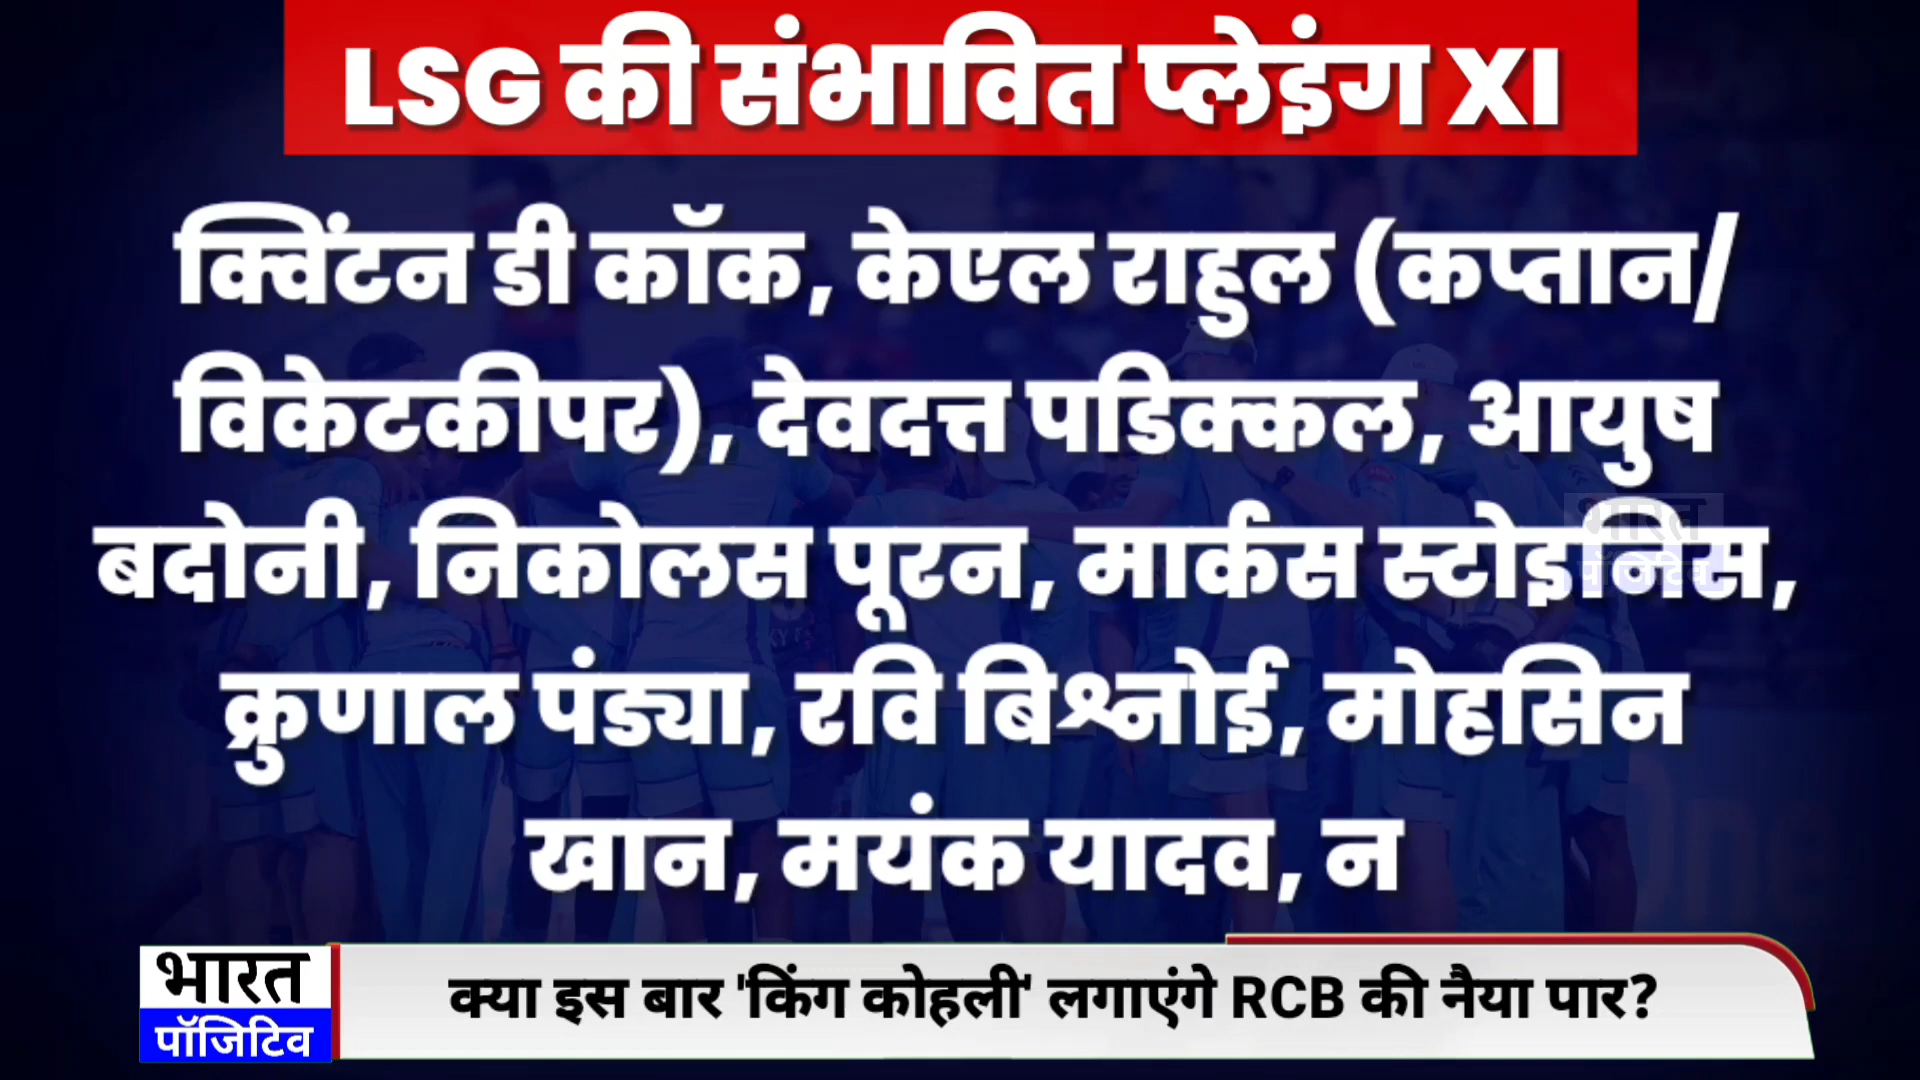 LSG की संभावित प्लेइंग XI
क्विंटन डी कॉक, केएल राहुल (कप्तान/
विकेटकीपर), देवदत्त पडिक्कल, आयुष
बदोनी, निकोलस पूरन, मार्कस स्टोइनिस,
क्रुणाल पंड्या, रवि बिश्नोई, मोहसिन
खान, मयंक यादव, न
भारत
पॉजिटिव
भारत
पॉजिटिव
क्या इस बार 'किंग कोहली' लगाएंगे RCB की नैया पार?